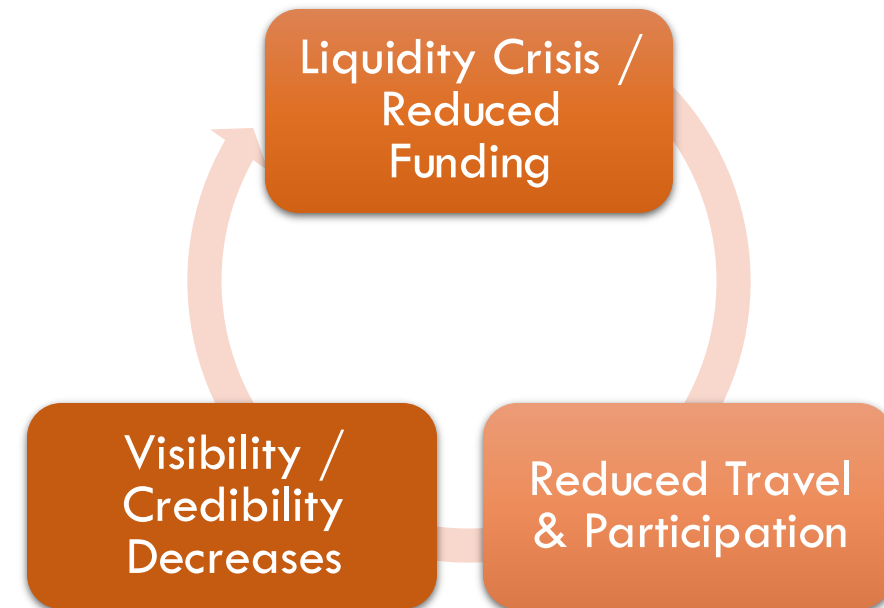 Liquidity Crisis /
Reduced
Funding
Visibility /
Credibility
Decreases
Reduced Travel
& Participation